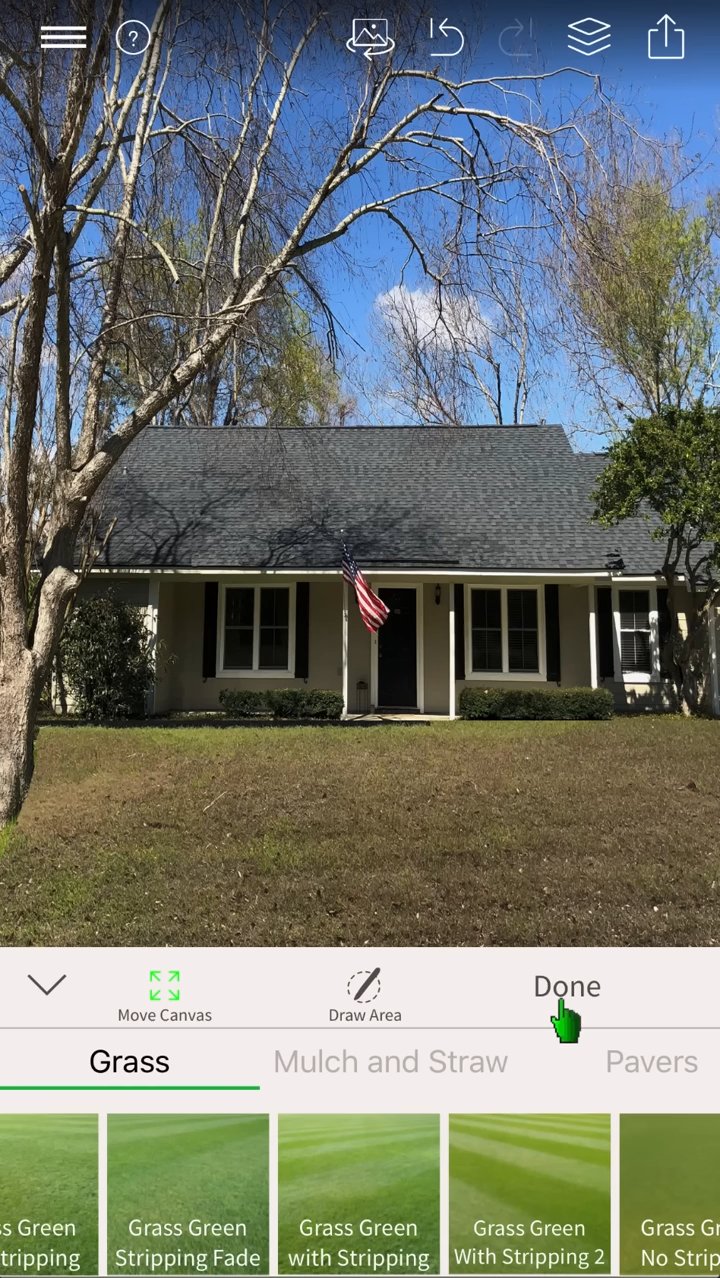 ?
Move Canvas
Draw Area
Done
Grass
Mulch and Straw
Pavers
ss Green
tripping
Grass Green
Stripping Fade
Grass Green
with Stripping
Grass Green
With Stripping 2
Grass Gr
No Strip